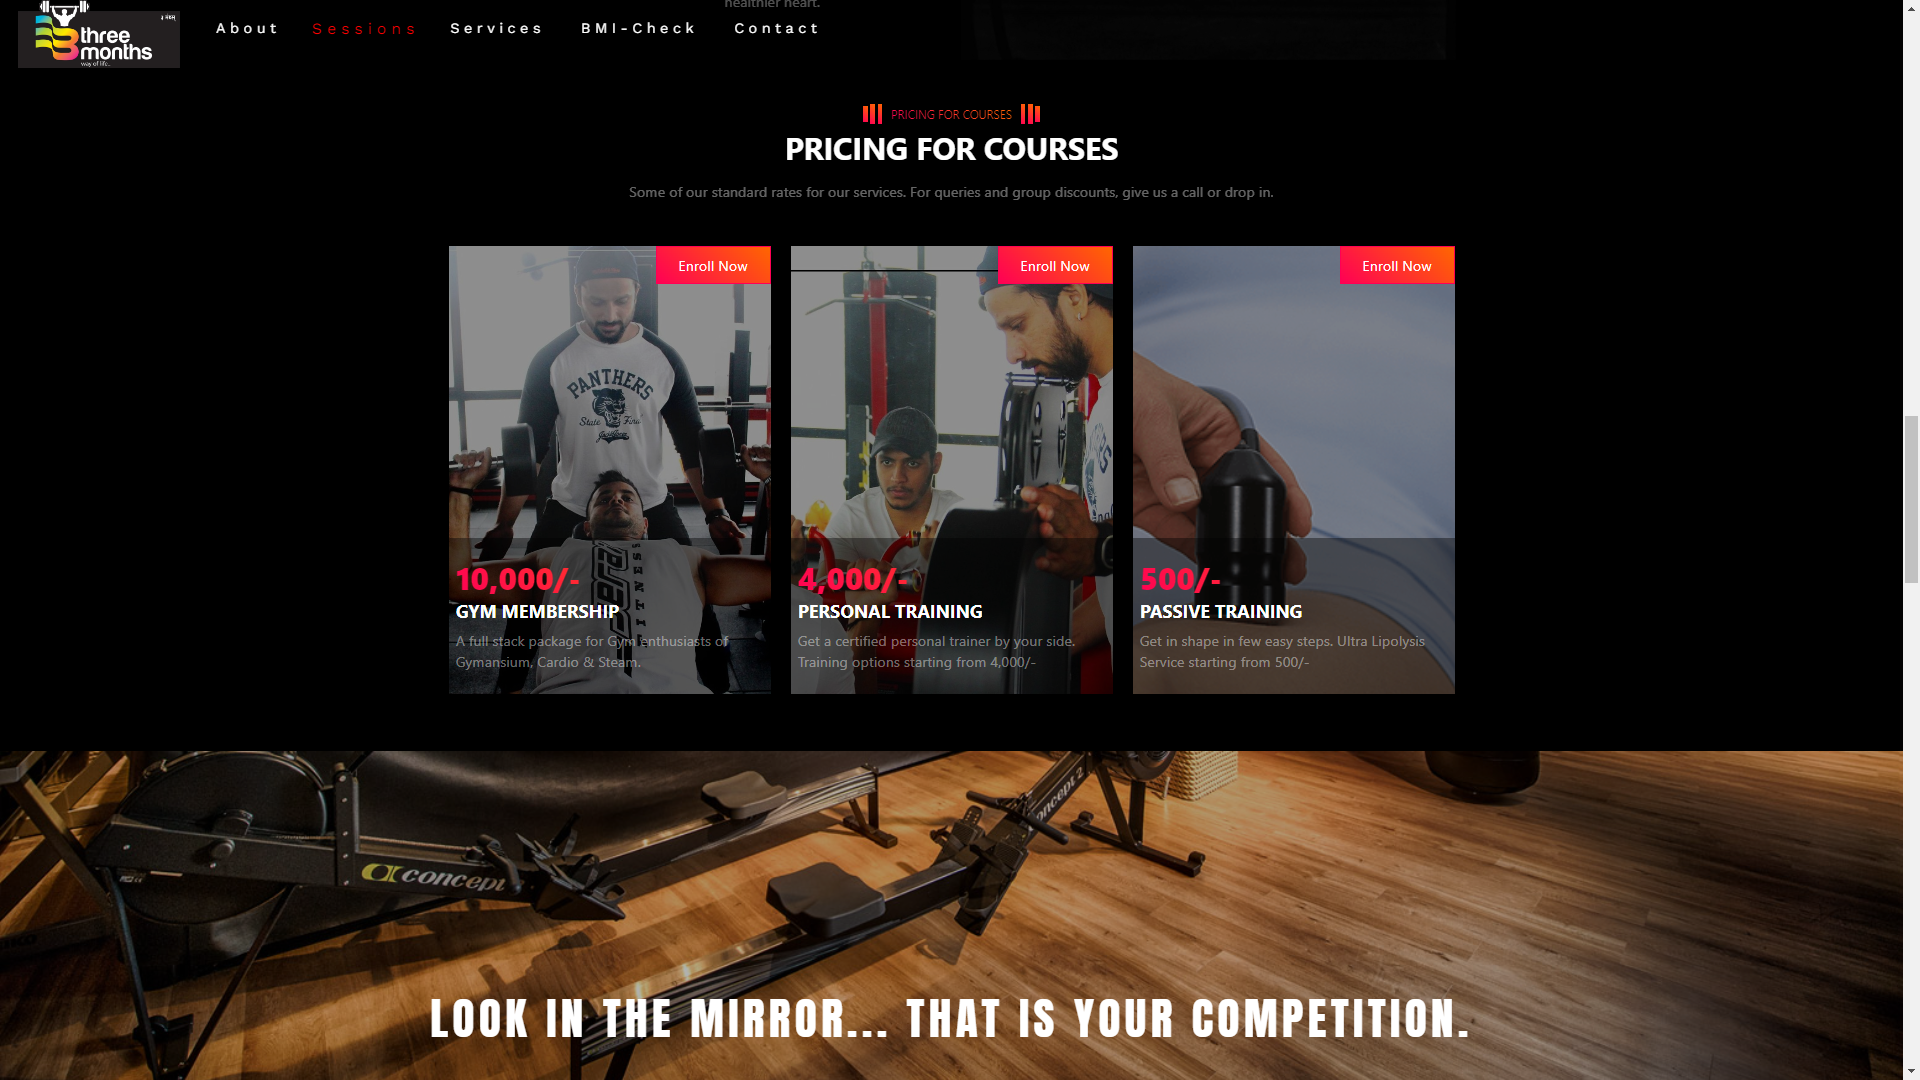 healthier heart.
three
months
way of life..
About
Sessions
Services
BMI-Check
Contact
PRICING FOR COURSES
PRICING FOR COURSES
Some of our standard rates for our services. For queries and group discounts, give us a call or drop in.
Enroll Now
Enroll Now
Enroll Now
PANTHERS
State Fina
10,000/-
GYM MEMBERSHIP
A full stack package for Gym enthusiasts of
Gymansium, Cardio & Steam.
4,000/-
PERSONAL TRAINING
Get a certified personal trainer by your side.
Training options starting from 4,000/-
500/-
PASSIVE TRAINING
Get in shape in few easy steps. Ultra Lipolysis
Service starting from 500/-
concept 2
concept
LOOK IN THE MIRROR... THAT IS YOUR COMPETITION.